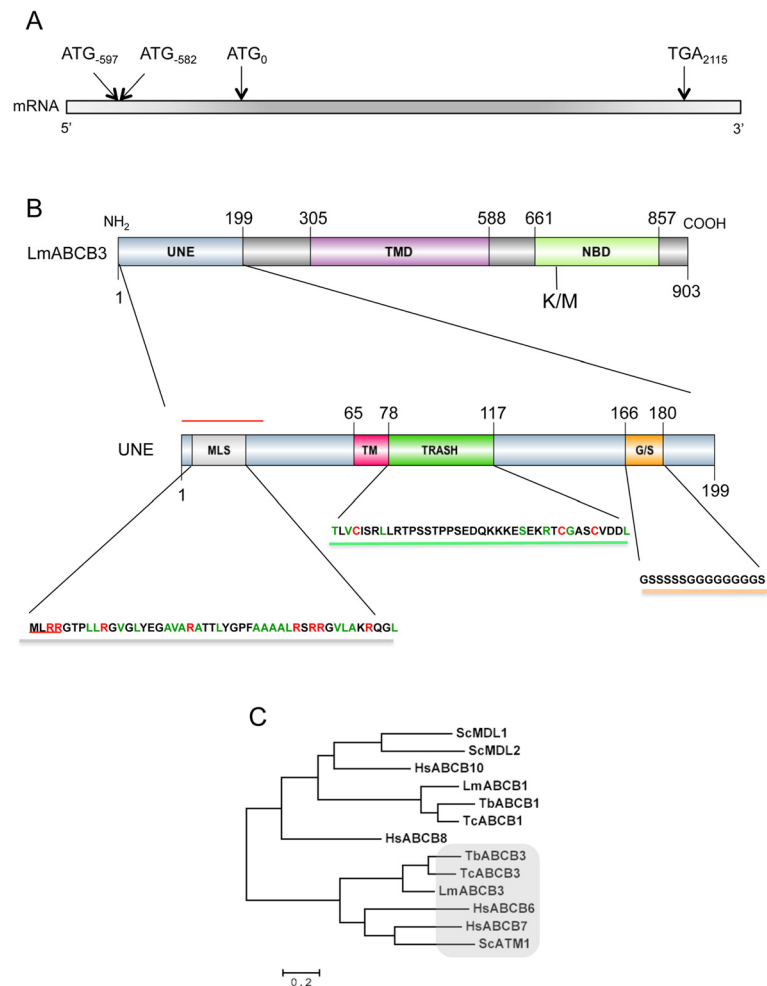 A
ATG-597 ATG-582 ATG0 TGA2115
mRNA
5' 3'
B
NH2 199 305 588 661 857 COOH
LmABCB3 UNE TMD NBD
1 K/M 903
65 78 117 166 180
UNE MLS TM TRASH G/S
1 199
TLVCISRLLRTPSSTPPSEDQKKKESEKRTCGASCVDDL
GSSSSSGGGGGGGGS
MLRRGTPLLRGVGLYEGAVARATTLYGPFAAAALRSRRGVLAKRQGL
C
ScMDL1
ScMDL2
HsABCB10
LmABCB1
TbABCB1
TcABCB1
HsABCB8
TbABCB3
TcABCB3
LmABCB3
HsABCB6
HsABCB7
ScATM1
0.2